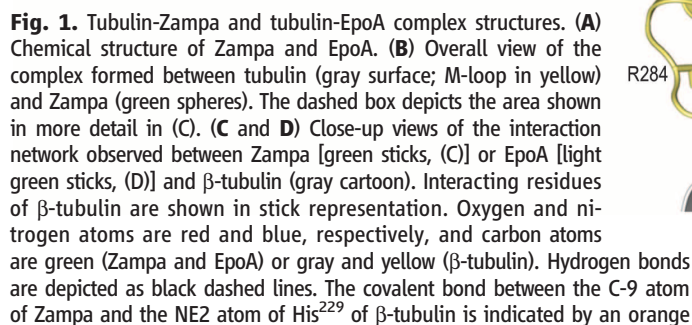 Fig. 1. Tubulin-Zampa and tubulin-EpoA complex structures. (A)
Chemical structure of Zampa and EpoA. (B) Overall view of the
complex formed between tubulin (gray surface; M-loop in yellow)
and Zampa (green spheres). The dashed box depicts the area shown
in more detail in (C). (C and D) Close-up views of the interaction
network observed between Zampa [green sticks, (C)] or EpoA [light
green sticks, (D)] and β-tubulin (gray cartoon). Interacting residues
of β-tubulin are shown in stick representation. Oxygen and ni-
trogen atoms are red and blue, respectively, and carbon atoms
are green (Zampa and EpoA) or gray and yellow (β-tubulin). Hydrogen bonds
are depicted as black dashed lines. The covalent bond between the C-9 atom
of Zampa and the NE2 atom of His229 of β-tubulin is indicated by an orange
R284